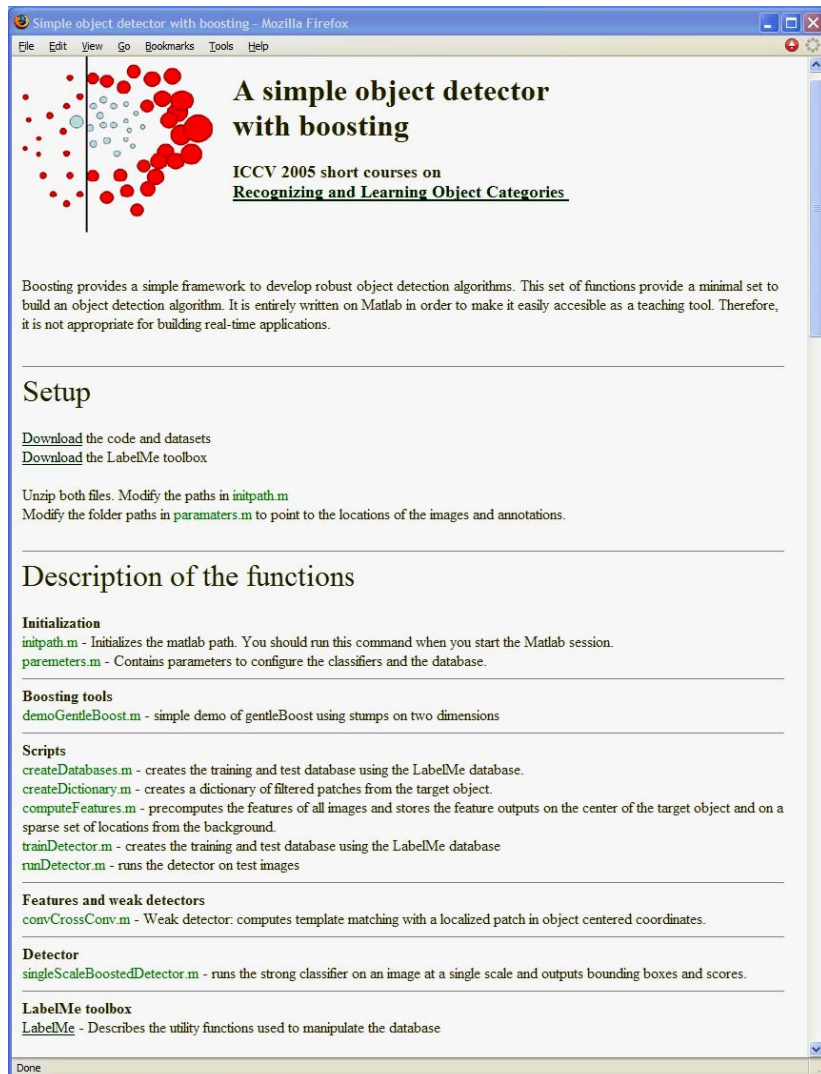 Simple object detector with boosting - Mozilla Firefox
File Edit View Go Bookmarks Tools Help
A simple object detector
with boosting
ICCV 2005 short courses on
Recognizing and Learning Object Categories
Boosting provides a simple framework to develop robust object detection algorithms. This set of functions provide a minimal set to
build an object detection algorithm. It is entirely written on Matlab in order to make it easily accesible as a teaching tool. Therefore,
it is not appropriate for building real-time applications.
Setup
Download the code and datasets
Download the LabelMe toolbox
Unzip both files. Modify the paths in initpath.m
Modify the folder paths in paramaters.m to point to the locations of the images and annotations.
Description of the functions
Initialization
initpath.m - Initializes the matlab path. You should run this command when you start the Matlab session.
paremeters.m - Contains parameters to configure the classifiers and the database.
Boosting tools
demoGentleBoost.m - simple demo of gentleBoost using stumps on two dimensions
Scripts
createDatabases.m - creates the training and test database using the LabelMe database.
createDictionary.m - creates a dictionary of filtered patches from the target object.
computeFeatures.m - precomputes the features of all images and stores the feature outputs on the center of the target object and on a
sparse set of locations from the background.
trainDetector.m - creates the training and test database using the LabelMe database
runDetector.m - runs the detector on test images
Features and weak detectors
convCrossConv.m - Weak detector: computes template matching with a localized patch in object centered coordinates.
Detector
singleScaleBoostedDetector.m - runs the strong classifier on an image at a single scale and outputs bounding boxes and scores.
LabelMe toolbox
LabelMe - Describes the utility functions used to manipulate the database
Done